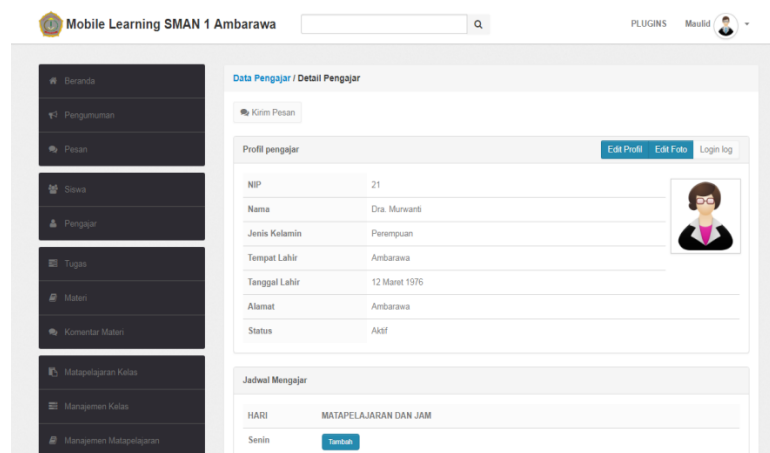 Mobile Learning SMAN 1 Ambarawa
PLUGINS
Maulid
Beranda
Pengumuman
Pesan
Siswa
Pengajar
Tugas
Materi
Komentar Materi
Matapelajaran Kelas
Manajemen Kelas
Manajemen Matapelajaran
Data Pengajar / Detail Pengajar
Kirim Pesan
Profil pengajar
Edit Profil
Edit Foto
Login log
NIP 21
Nama Dra. Murwanti
Jenis Kelamin Perempuan
Tempat Lahir Ambarawa
Tanggal Lahir 12 Maret 1976
Alamat Ambarawa
Status Aktif
Jadwal Mengajar
HARI MATAPELAJARAN DAN JAM
Senin Tambah